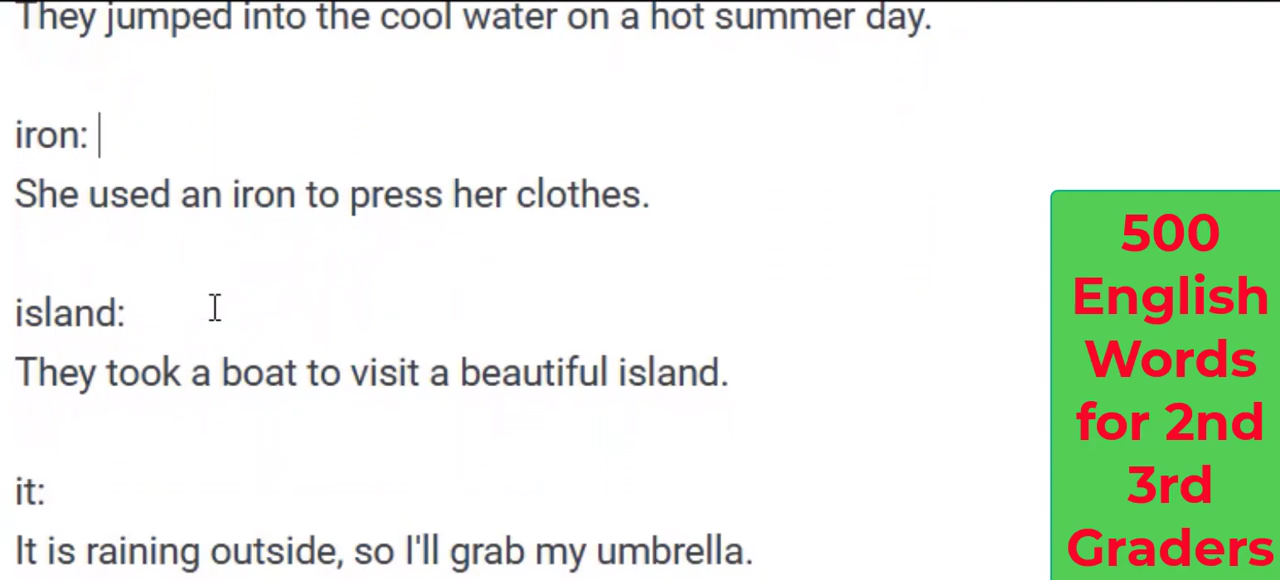 They jumped into the cool water on a hot summer day.
iron:
She used an iron to press her clothes.
island:
They took a boat to visit a beautiful island.
it:
It is raining outside, so I'll grab my umbrella.
500
English
Words
for 2nd
3rd
Graders